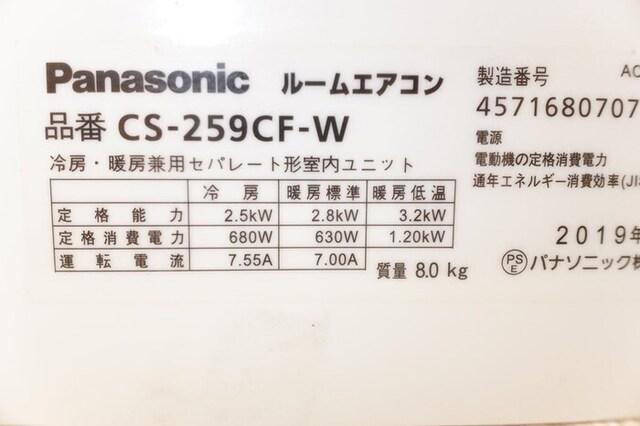 Panasonic ルームエアコン
品番 CS-259CF-W
冷房・暖房兼用セパレート形室内ユニット
冷房 暖房標準 暖房低温
定格能力 2.5kW 2.8kW 3.2kW
定格消費電力 680W 630W 1.20kW
運転電流 7.55A 7.00A
質量 8.0 kg
製造番号 AC
4571680707
電源
電動機の定格消費電力
通年エネルギー消費効率(JIS
2019年
PSE パナソニック株